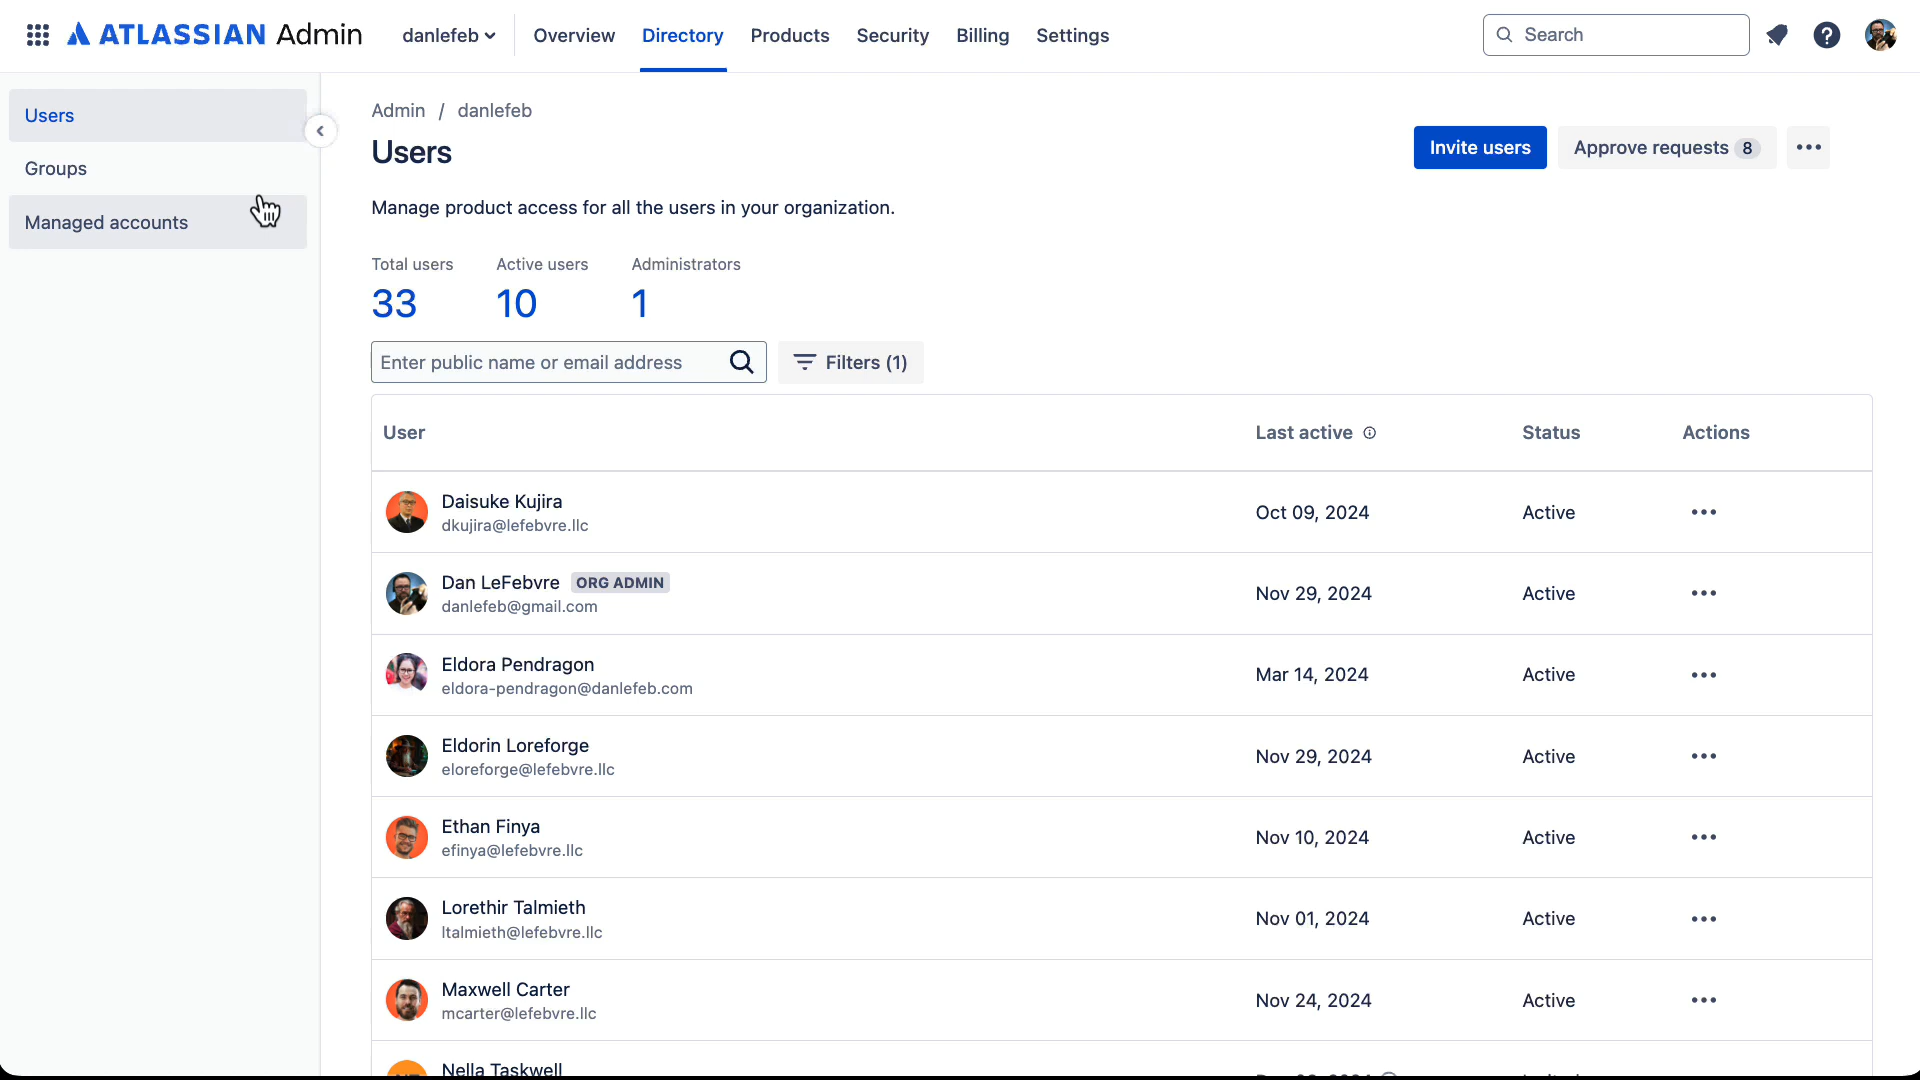 ATLASSIAN Admin
danlefeb
Overview
Directory
Products
Security
Billing
Settings
Search
Users
Groups
Managed accounts
Admin / danlefeb
Users
Invite users
Approve requests 8
Manage product access for all the users in your organization.
Total users
Active users
Administrators
33
10
1
Enter public name or email address
Filters (1)
User
Last active
Status
Actions
Daisuke Kujira
dkujira@lefebvre.llc
Oct 09, 2024
Active
Dan LeFebvre ORG ADMIN
danlefeb@gmail.com
Nov 29, 2024
Active
Eldora Pendragon
eldora-pendragon@danlefeb.com
Mar 14, 2024
Active
Eldorin Loreforge
eloreforge@lefebvre.llc
Nov 29, 2024
Active
Ethan Finya
efinya@lefebvre.llc
Nov 10, 2024
Active
Lorethir Talmieth
ltalmieth@lefebvre.llc
Nov 01, 2024
Active
Maxwell Carter
mcarter@lefebvre.llc
Nov 24, 2024
Active
Nella Taskwell